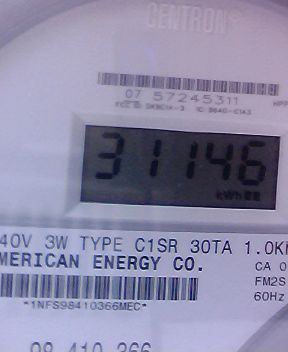 CENTRON®
07 57245311
31146
kWh
40V 3W TYPE C1SR 30TA 1.0K
MERICAN ENERGY CO.
CA 0
FM2S
60Hz
*1NFS98410366MEC*
98 410 366